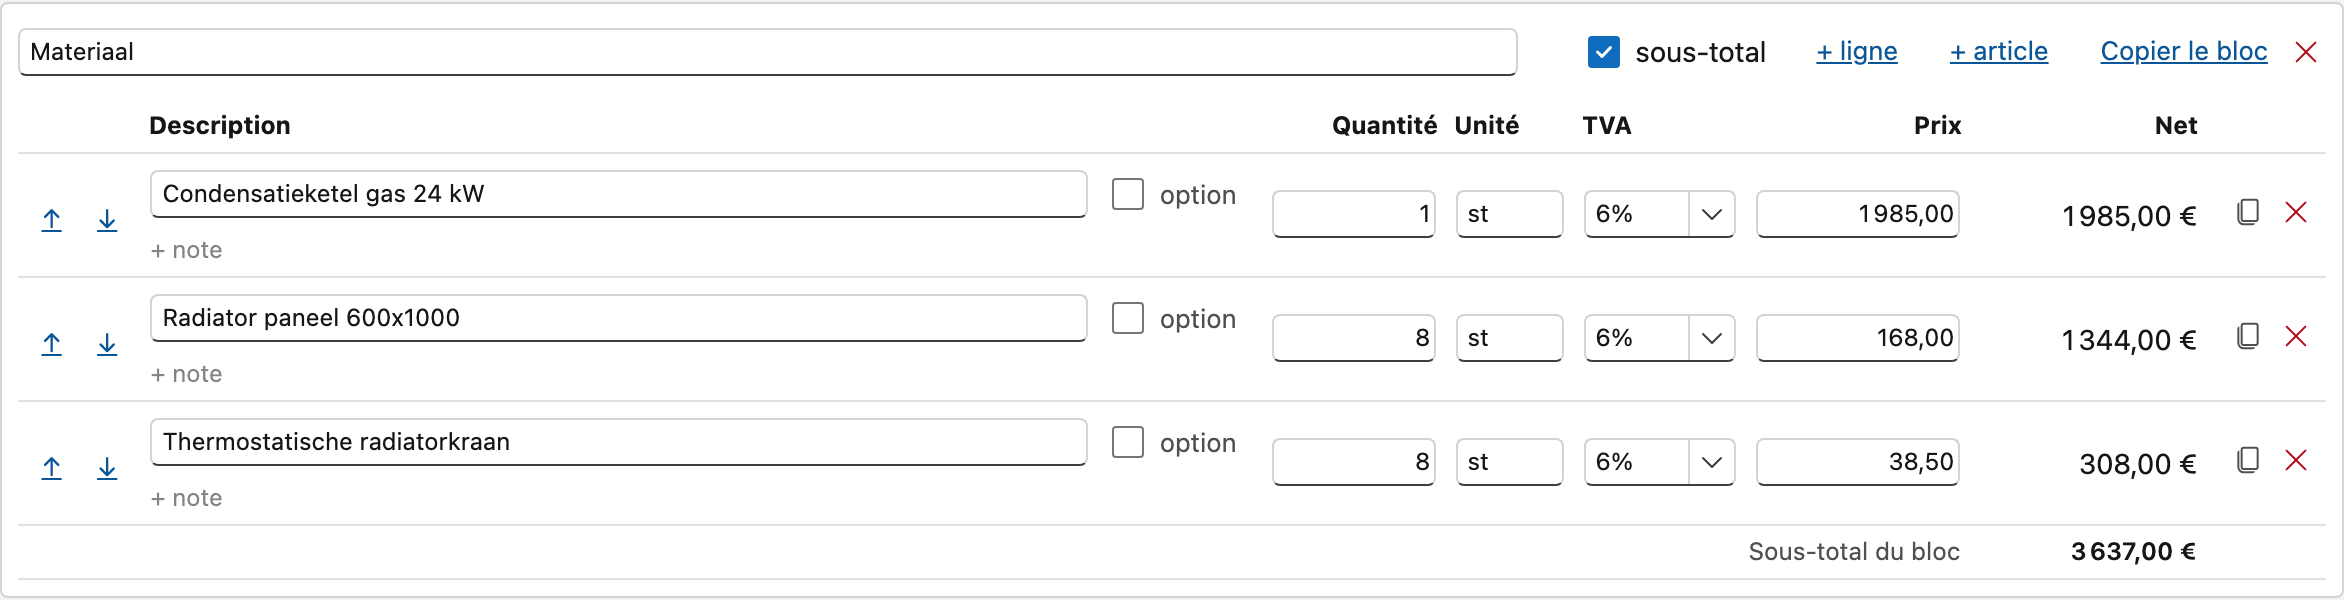 Materiaal sous-total + ligne + article Copier le bloc
Description Quantité Unité TVA Prix Net
Condensatieketel gas 24 kW option 1 st 6% 1 985,00 1 985,00 €
+ note
Radiator paneel 600x1000 option 8 st 6% 168,00 1 344,00 €
+ note
Thermostatische radiatorkraan option 8 st 6% 38,50 308,00 €
+ note
Sous-total du bloc 3 637,00 €